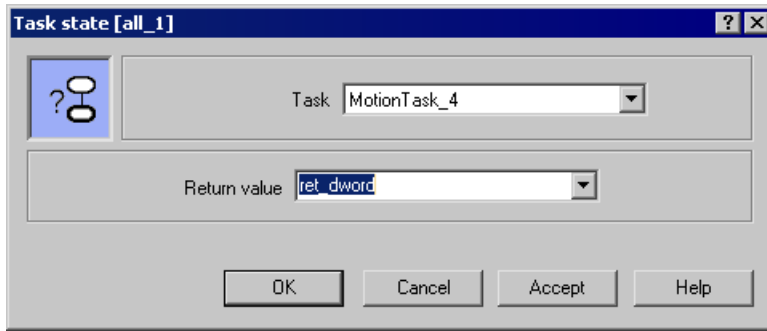 Task state [all_1]
? Task MotionTask_4
Return value ret_dword
OK Cancel Accept Help